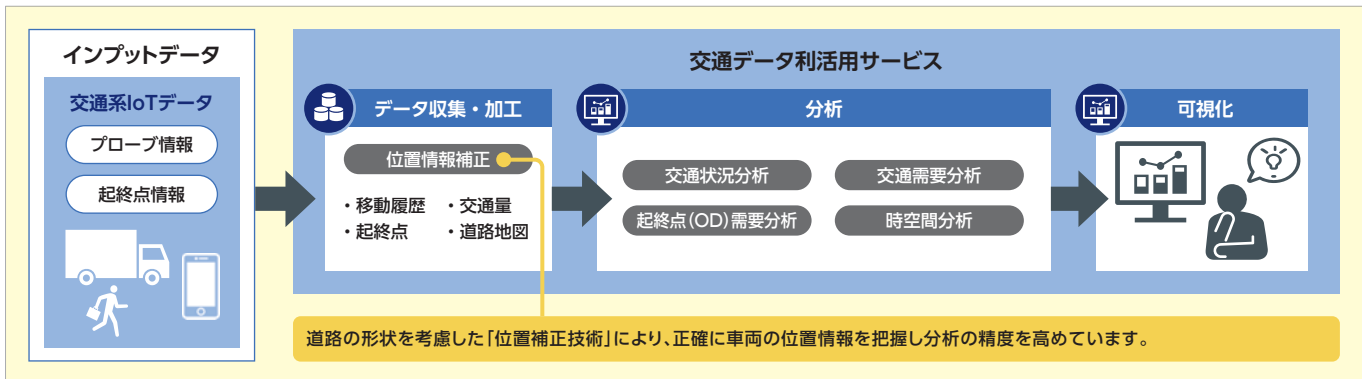 インプットデータ
交通系IoTデータ
プローブ情報
起終点情報
交通データ利活用サービス
データ収集・加工
位置情報補正
・移動履歴 ・交通量
・起終点 ・道路地図
分析
交通状況分析
交通需要分析
起終点(OD)需要分析
時空間分析
可視化
道路の形状を考慮した「位置補正技術」により、正確に車両の位置情報を把握し分析の精度を高めています。